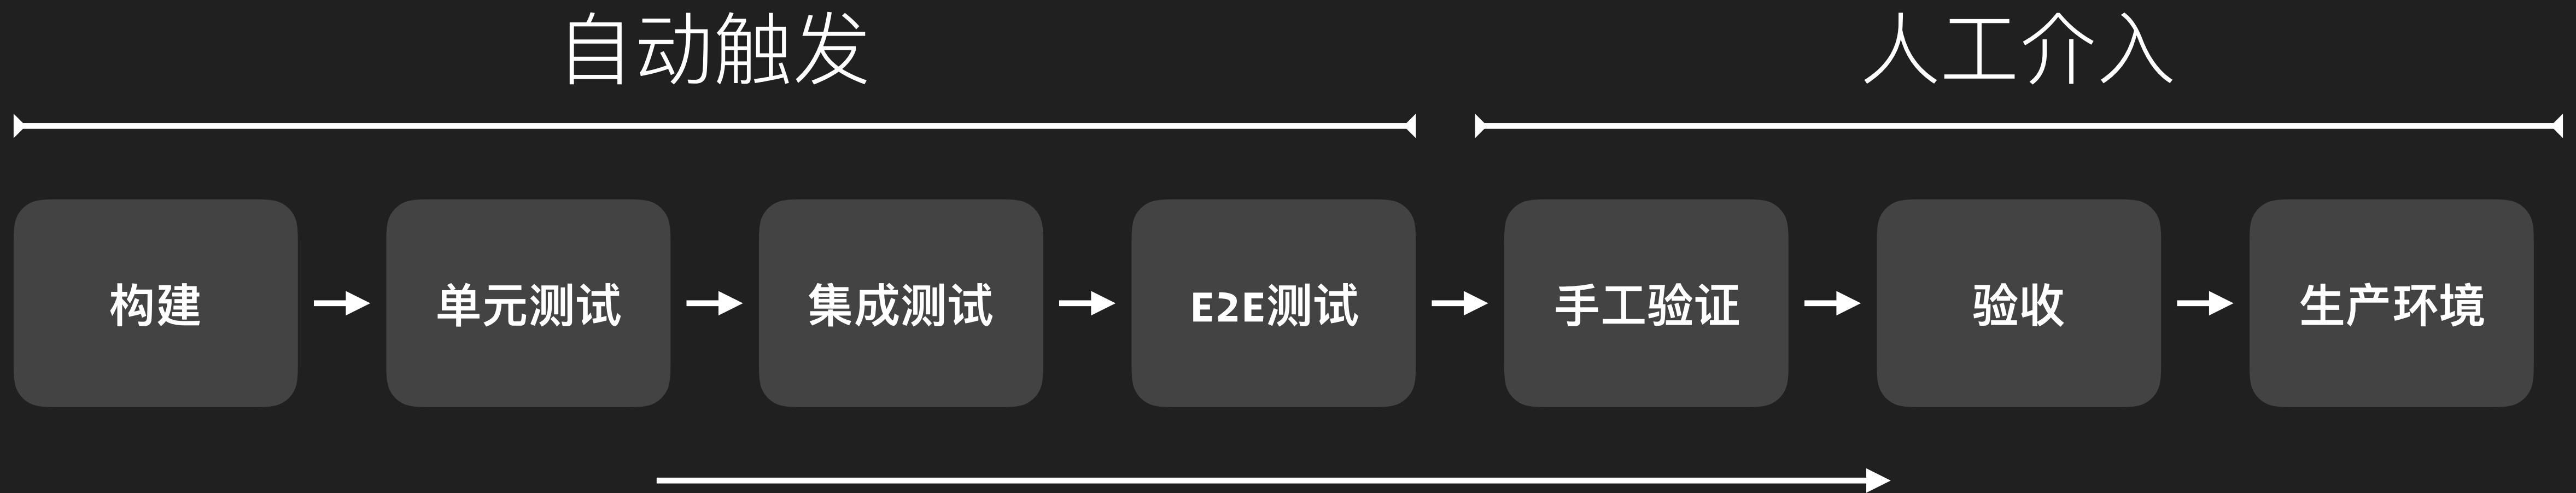 自动触发
人工介入
构建
单元测试
集成测试
E2E测试
手工验证
验收
生产环境